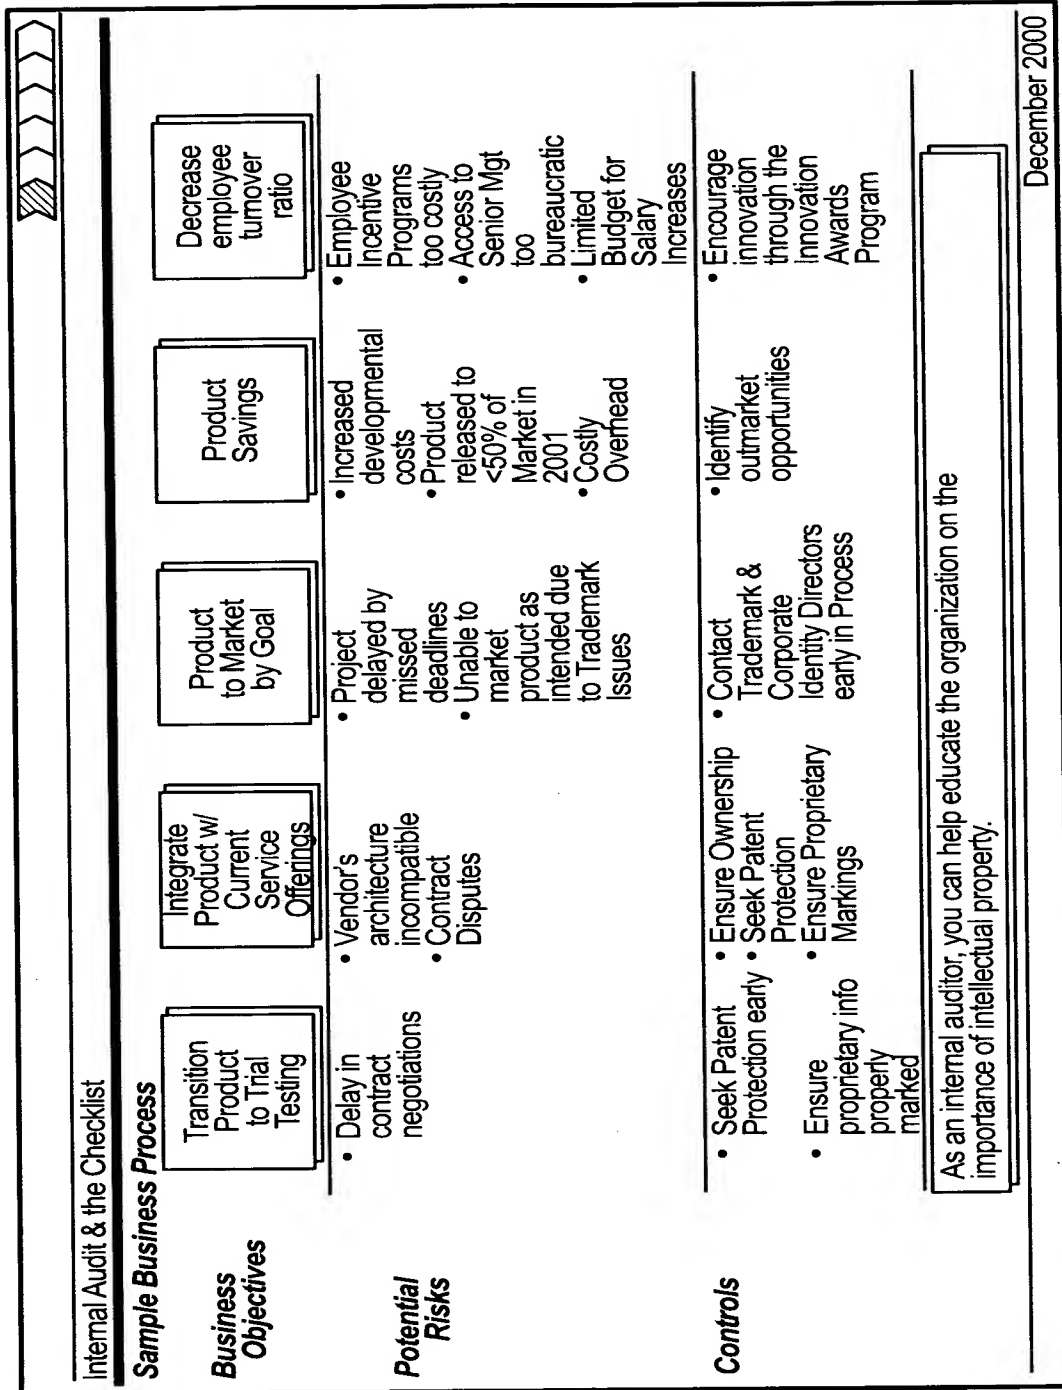 Internal Audit & the Checklist
Sample Business Process
Business
Objectives
Transition
Product
to Trial
Testing
Integrate
Product w/
Current
Service
Offerings
Product
to Market
by Goal
Product
Savings
Decrease
employee
turnover
ratio
Potential
Risks
• Delay in
contract
negotiations
• Vendor's
architecture
incompatible
• Contract
Disputes
• Project
delayed by
missed
deadlines
• Unable to
market
product as
intended due
to Trademark
Issues
• Increased
developmental
costs
• Product
released to
<50% of
Market in
2001
• Costly
Overhead
• Employee
Incentive
Programs
too costly
• Access to
Senior Mgt
too
bureaucratic
• Limited
Budget for
Salary
Increases
Controls
• Seek Patent
Protection early
• Ensure
proprietary info
properly
marked
• Ensure Ownership
• Seek Patent
Protection
• Ensure Proprietary
Markings
• Contact
Trademark &
Corporate
Identity Directors
early in Process
• Identify
outmarket
opportunities
• Encourage
innovation
through the
Innovation
Awards
Program
As an internal auditor, you can help educate the organization on the
importance of intellectual property.
December 2000